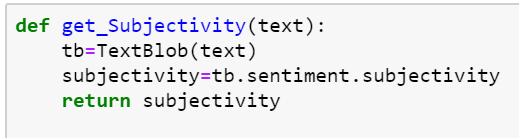 def get_Subjectivity(text):
    tb=TextBlob(text)
    subjectivity=tb.sentiment.subjectivity
    return subjectivity